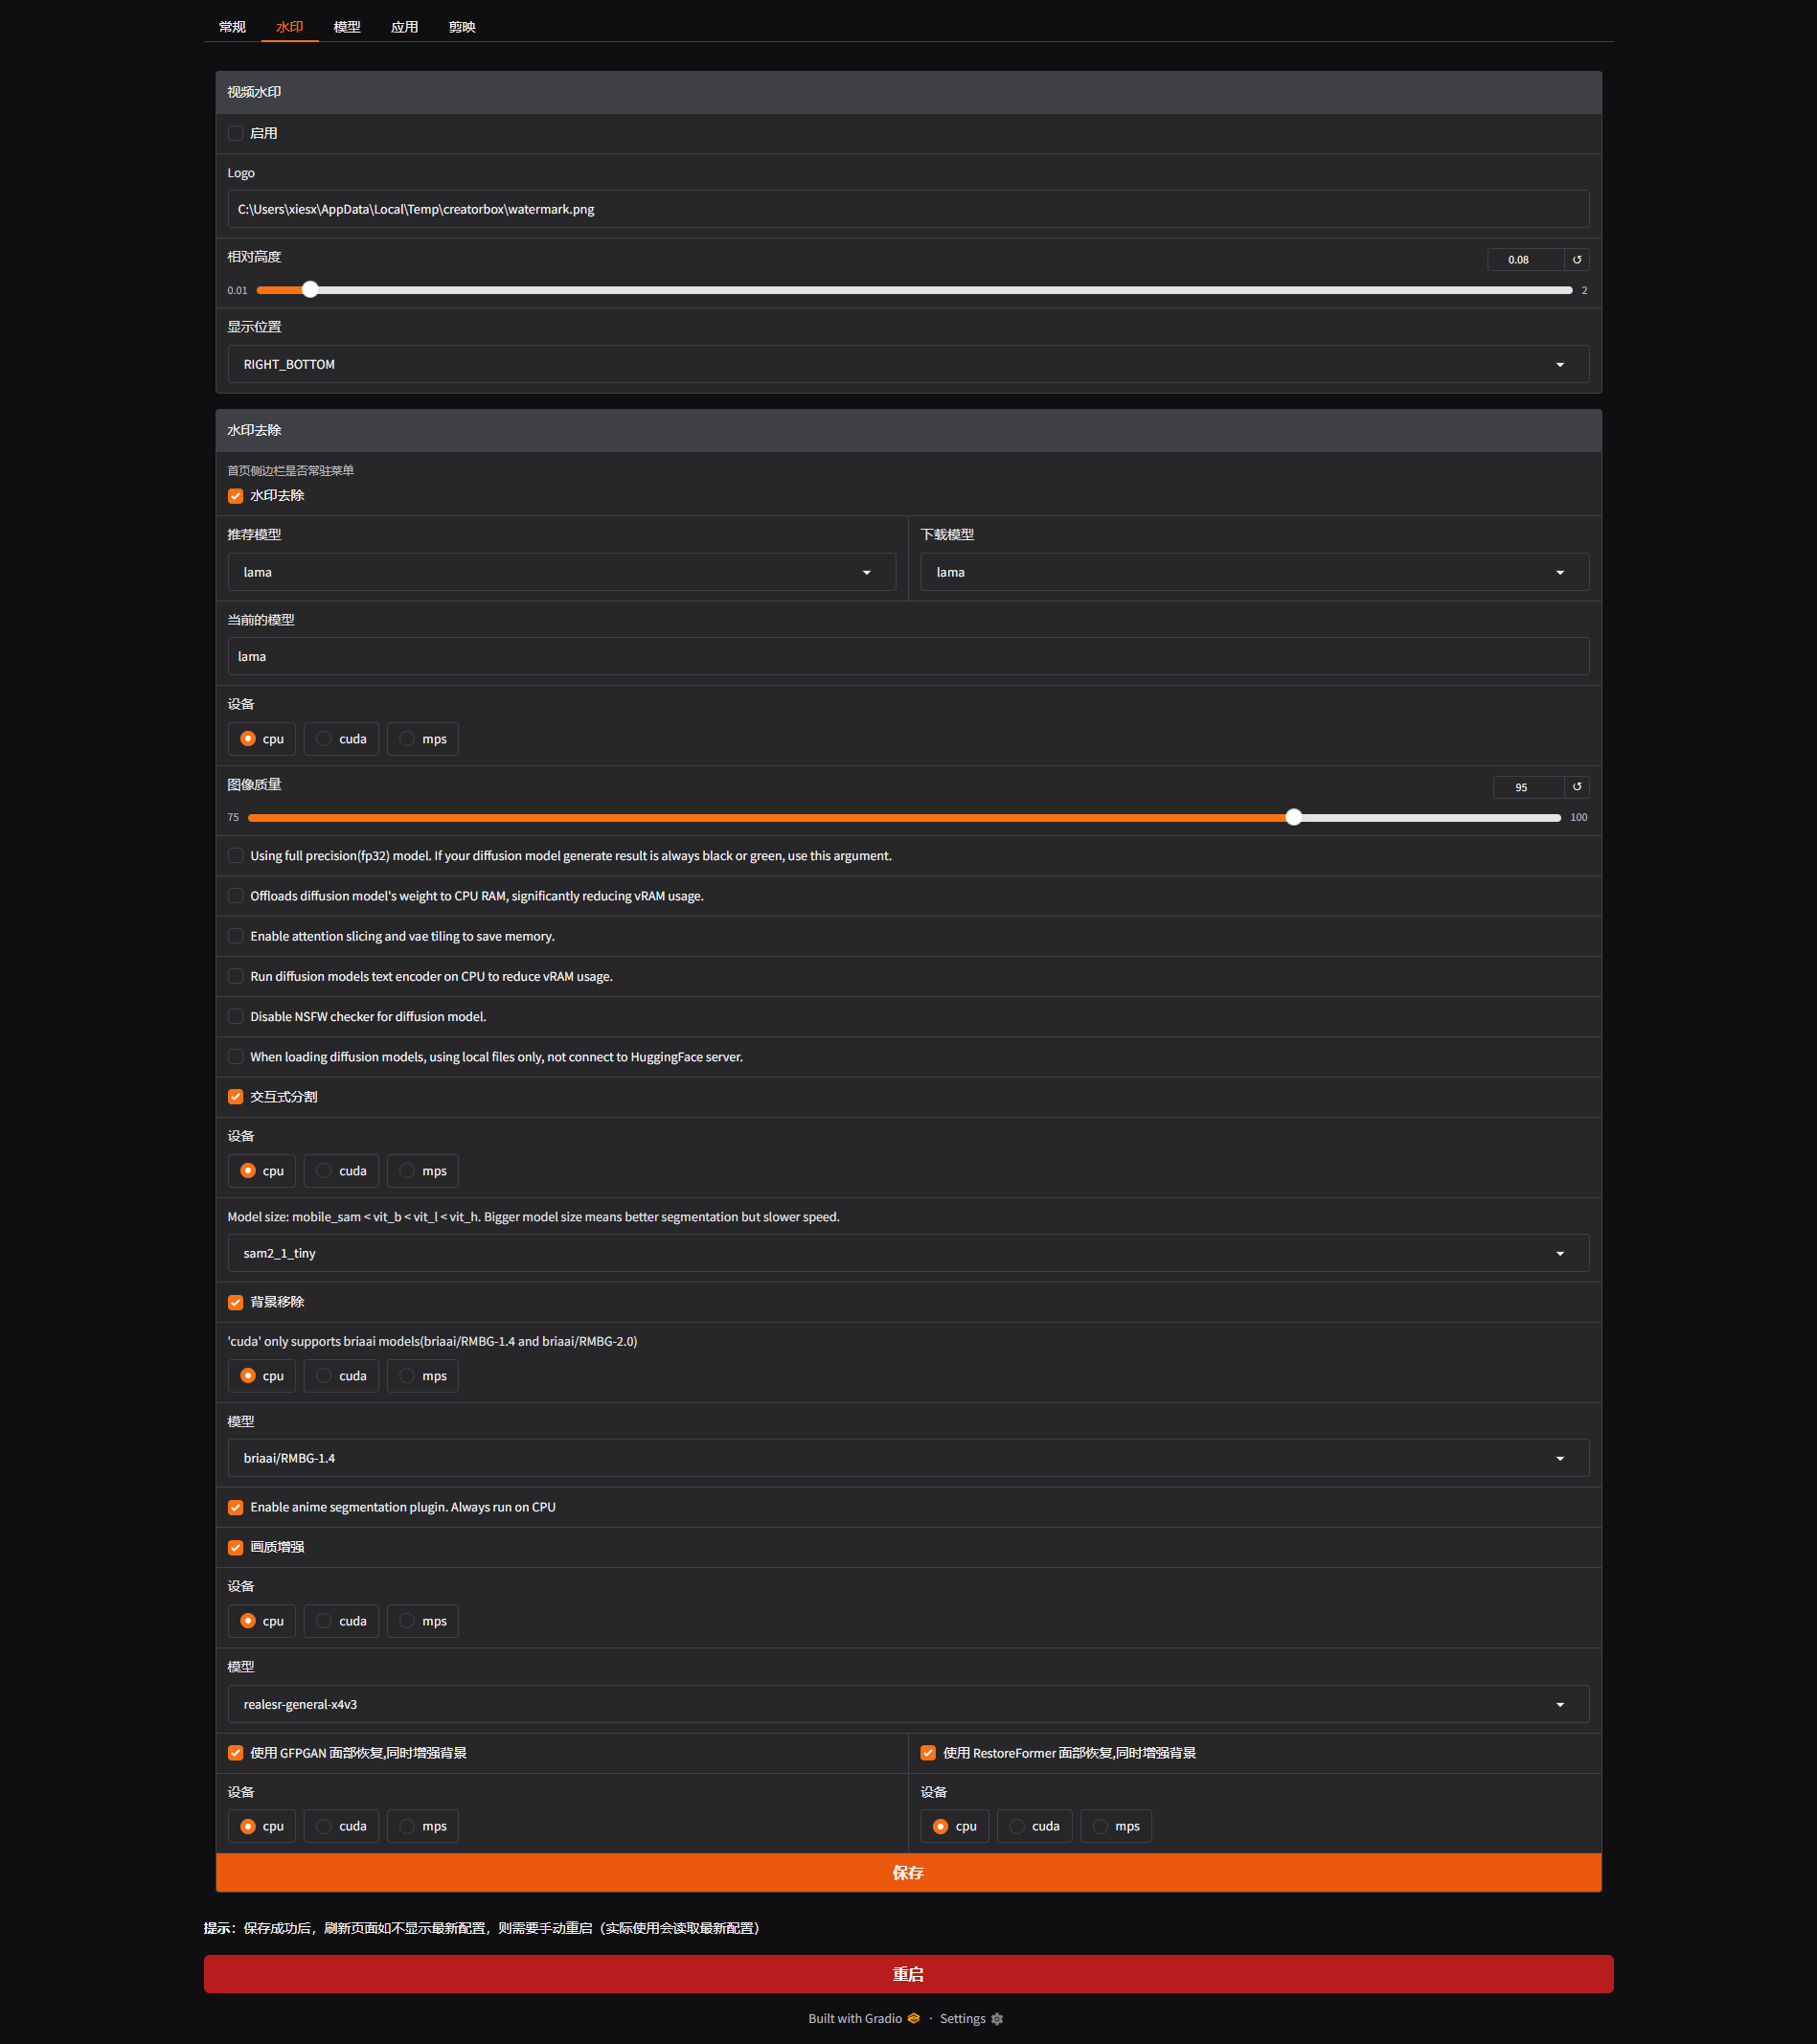 常规 水印 模型 应用 剪映
视频水印
启用
Logo
C:\Users\xiesx\AppData\Local\Temp\creatorbox\watermark.png
相对高度 0.08 ↺
0.01 2
显示位置
RIGHT_BOTTOM
水印去除
首页侧边栏是否常驻菜单
水印去除
推荐模型 下载模型
lama lama
当前的模型
lama
设备
cpu cuda mps
图像质量 95 ↺
75 100
Using full precision(fp32) model. If your diffusion model generate result is always black or green, use this argument.
Offloads diffusion model's weight to CPU RAM, significantly reducing vRAM usage.
Enable attention slicing and vae tiling to save memory.
Run diffusion models text encoder on CPU to reduce vRAM usage.
Disable NSFW checker for diffusion model.
When loading diffusion models, using local files only, not connect to HuggingFace server.
交互式分割
设备
cpu cuda mps
Model size: mobile_sam < vit_b < vit_l < vit_h. Bigger model size means better segmentation but slower speed.
sam2_1_tiny
背景移除
'cuda' only supports briaai models(briaai/RMBG-1.4 and briaai/RMBG-2.0)
cpu cuda mps
模型
briaai/RMBG-1.4
Enable anime segmentation plugin. Always run on CPU
画质增强
设备
cpu cuda mps
模型
realesr-general-x4v3
使用 GFPGAN 面部恢复,同时增强背景 使用 RestoreFormer 面部恢复,同时增强背景
设备 设备
cpu cuda mps cpu cuda mps
保存
提示：保存成功后，刷新页面如不显示最新配置，则需要手动重启（实际使用会读取最新配置）
重启
Built with Gradio · Settings